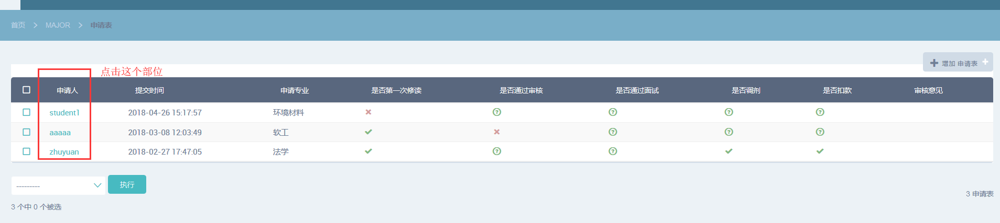 首页 MAJOR 申请表
增加 申请表
点击这个部位
申请人 提交时间 申请专业 是否第一次修读 是否通过审核 是否通过面试 是否调剂 是否扣款 审核意见
student1 2018-04-26 15:17:57 环境材料
aaaaa 2018-03-08 12:03:49 软工
zhuyuan 2018-02-27 17:47:05 法学
--------- 执行
3 申请表
3 个中 0 个被选